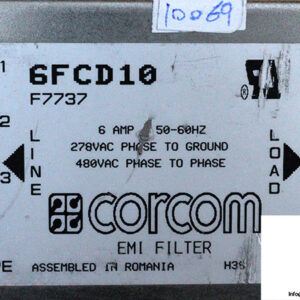 10069
1
6FCD10
F7737
®
2
LINE
6 AMP 50-60HZ
278VAC PHASE TO GROUND
480VAC PHASE TO PHASE
LOAD
3
corcom
EMI FILTER
PE
ASSEMBLED IN ROMANIA